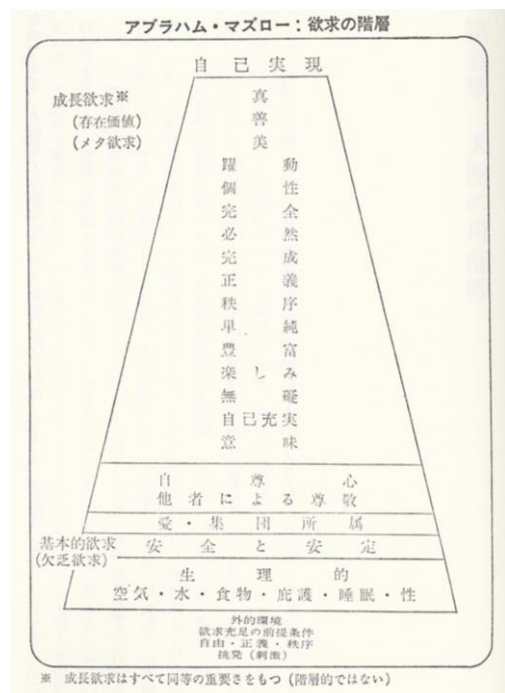 アブラハム・マズロー：欲求の階層
自己実現
成長欲求※
(存在価値)
(メタ欲求)
真
善
美
躍動
個性
完全
必然
完成
正義
秩序
単純
豊富
楽しみ
無礙
自己充実
意味
自尊心
他者による尊敬
愛・集団所属
基本的欲求
(欠乏欲求)
安全と安定
生理的
空気・水・食物・庇護・睡眠・性
外的環境
欲求充足の前提条件
自由・正義・秩序
挑発(刺激)
※ 成長欲求はすべて同等の重要さをもつ(階層的ではない)